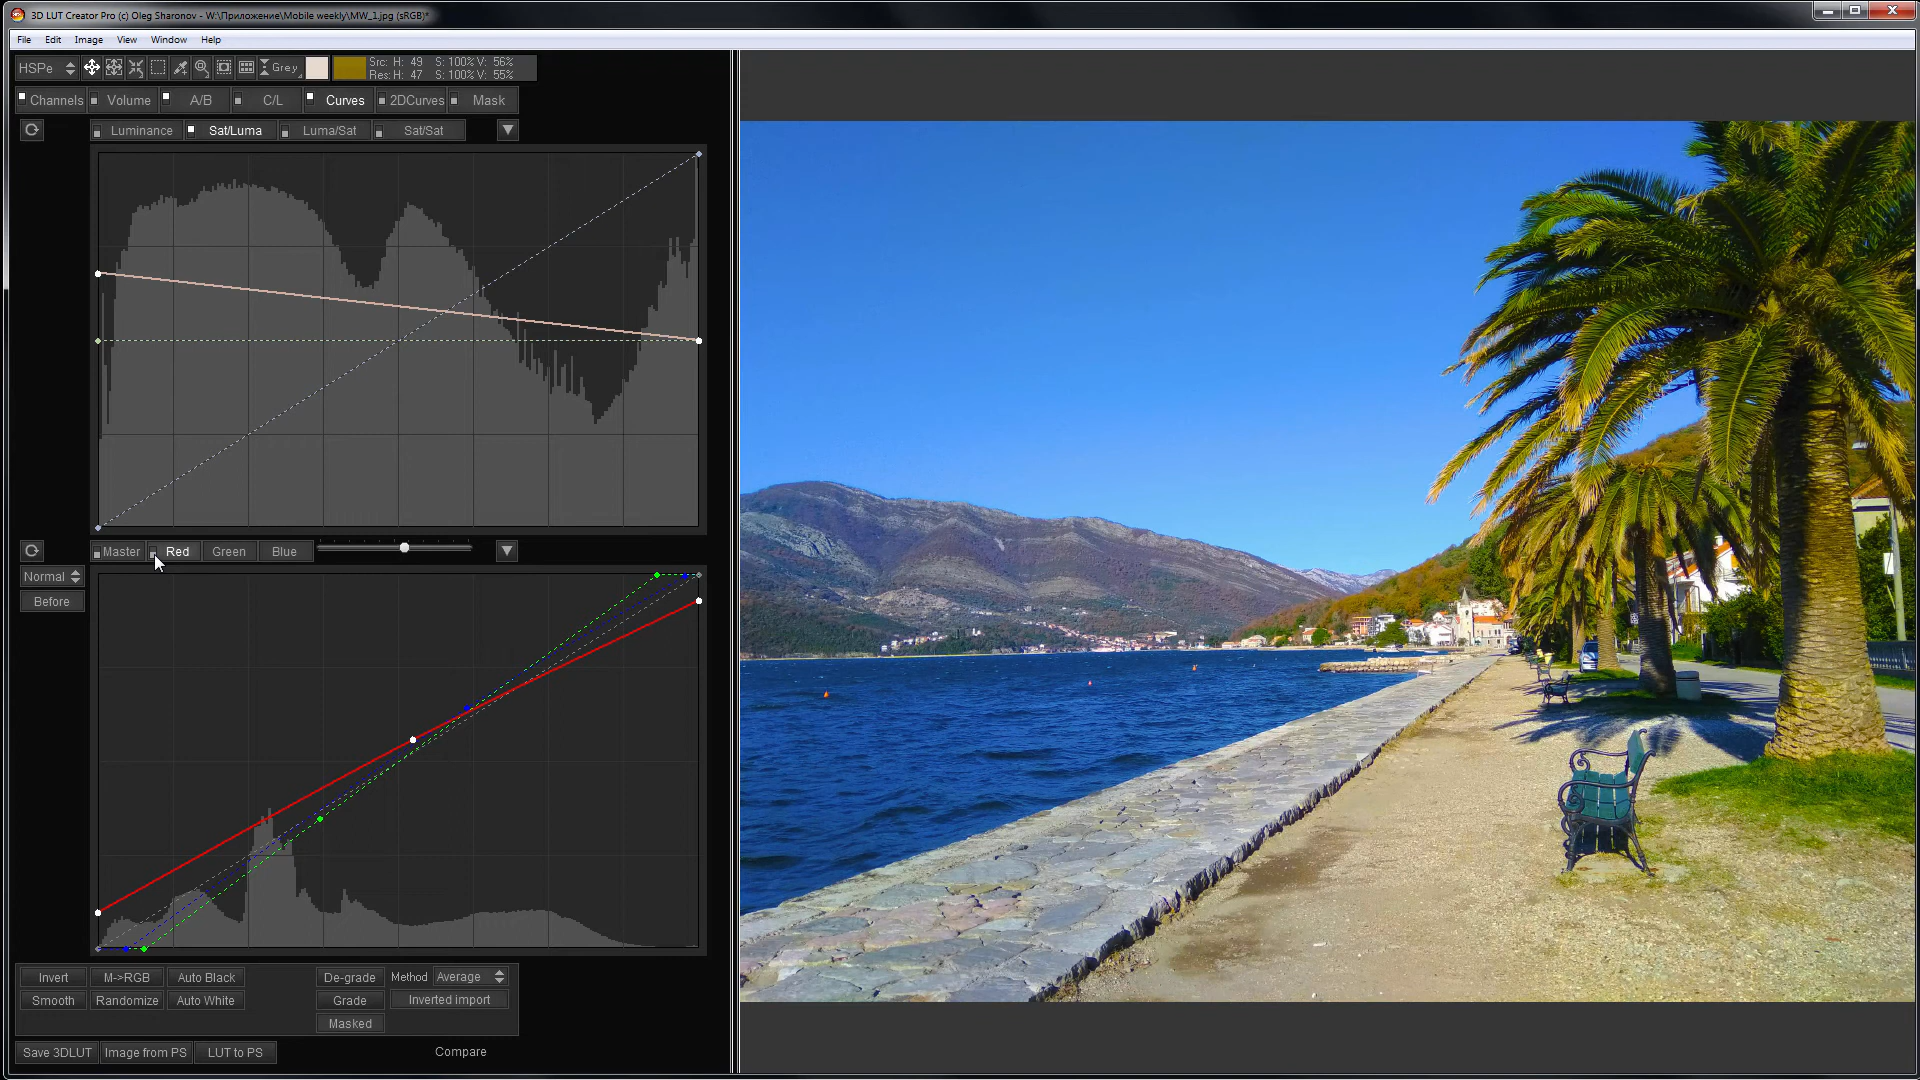 3D LUT Creator Pro (c) Oleg Sharonov - W:\Приложение\Mobile weekly\MW_1.jpg (sRGB)*
File Edit Image View Window Help
HSPe Grey Src: H: 49 S: 100% V: 56%
Res: H: 47 S: 100% V: 55%
Channels Volume A/B C/L Curves 2DCurves Mask
Luminance Sat/Luma Luma/Sat Sat/Sat
Master Red Green Blue
Normal
Before
Invert M->RGB Auto Black De-grade Method Average
Smooth Randomize Auto White Grade Inverted import
Masked
Save 3DLUT Image from PS LUT to PS Compare